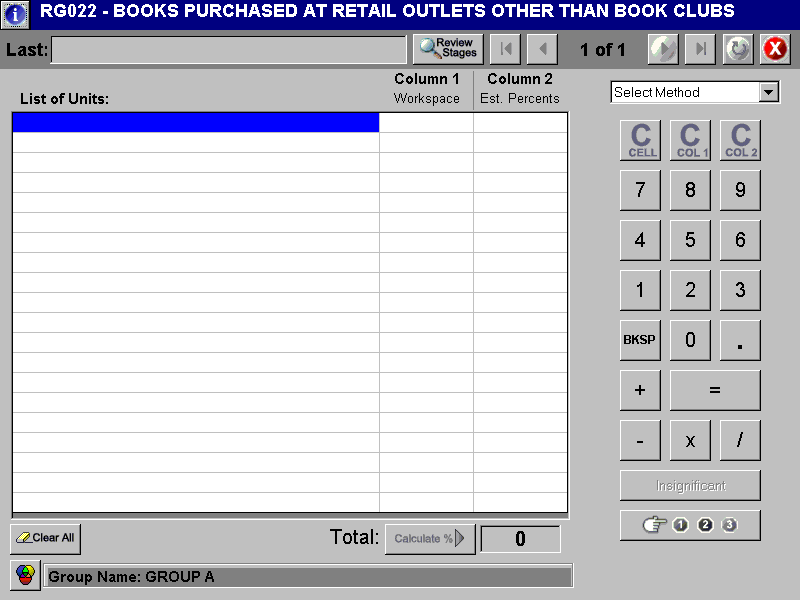 RG022 - BOOKS PURCHASED AT RETAIL OUTLETS OTHER THAN BOOK CLUBS
Last:
Review
Stages
1 of 1
List of Units:
Column 1
Workspace
Column 2
Est. Percents
Select Method
C
CELL
C
COL 1
C
COL 2
7 8 9
4 5 6
1 2 3
BKSP 0 .
+ =
- x /
Insignificant
1 2 3
Clear All
Total:
Calculate %
0
Group Name: GROUP A